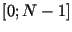 [0; N − 1]